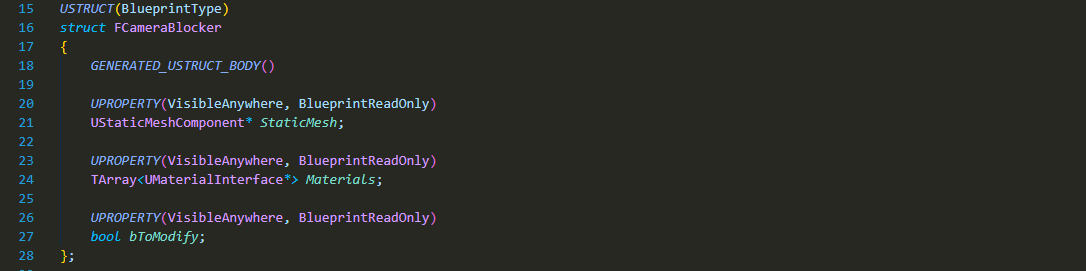 15 USTRUCT(BlueprintType)
16 struct FCameraBlocker
17 {
18 GENERATED_USTRUCT_BODY()
19
20 UPROPERTY(VisibleAnywhere, BlueprintReadOnly)
21 UStaticMeshComponent* StaticMesh;
22
23 UPROPERTY(VisibleAnywhere, BlueprintReadOnly)
24 TArray<UMaterialInterface*> Materials;
25
26 UPROPERTY(VisibleAnywhere, BlueprintReadOnly)
27 bool bToModify;
28 };